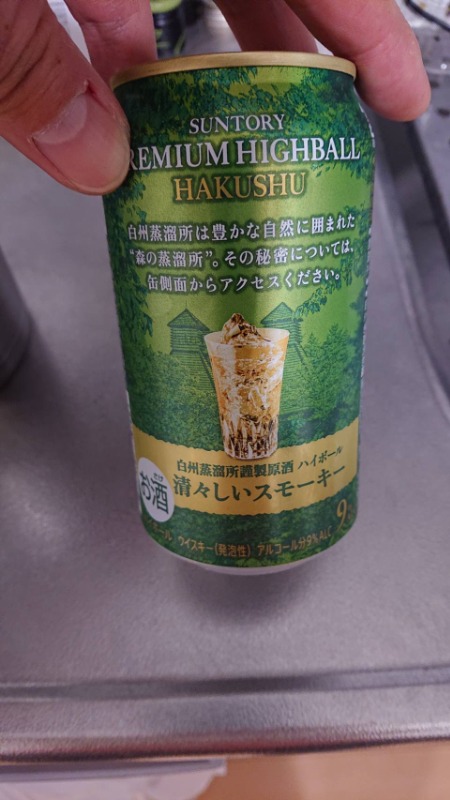 SUNTORY
PREMIUM HIGHBALL
HAKUSHU
白州蒸溜所は豊かな自然に囲まれた
“森の蒸溜所”。その秘密については、
缶側面からアクセスください。
白州蒸溜所謹製原酒 ハイボール
清々しいスモーキー
お酒
9
ウイスキー(発泡性) アルコール分9%ALC